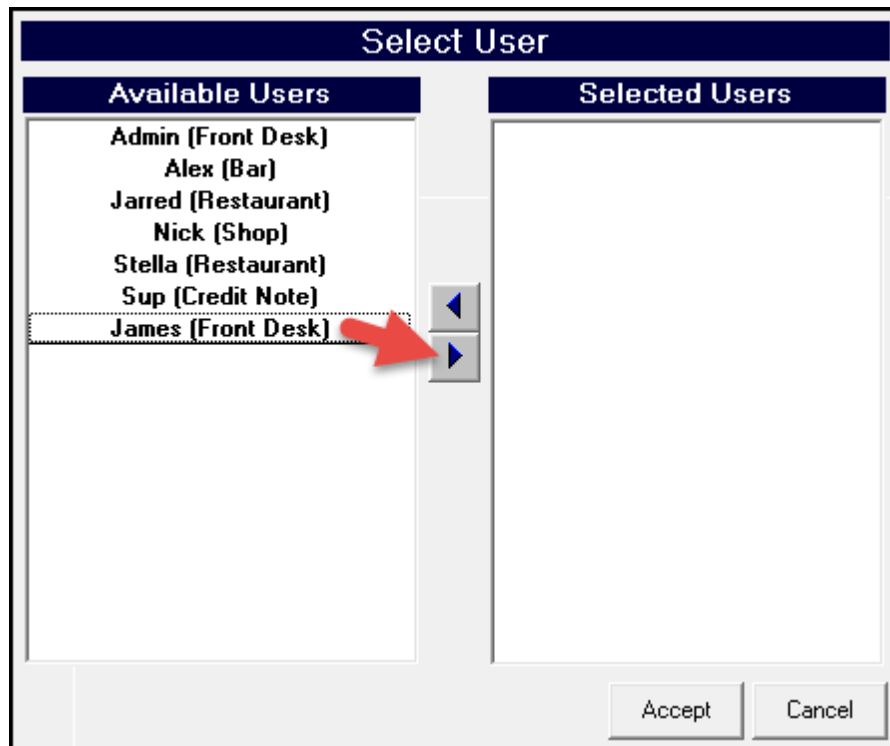 Select User
Available Users
Admin (Front Desk)
Alex (Bar)
Jarred (Restaurant)
Nick (Shop)
Stella (Restaurant)
Sup (Credit Note)
James (Front Desk)
Selected Users
Accept
Cancel